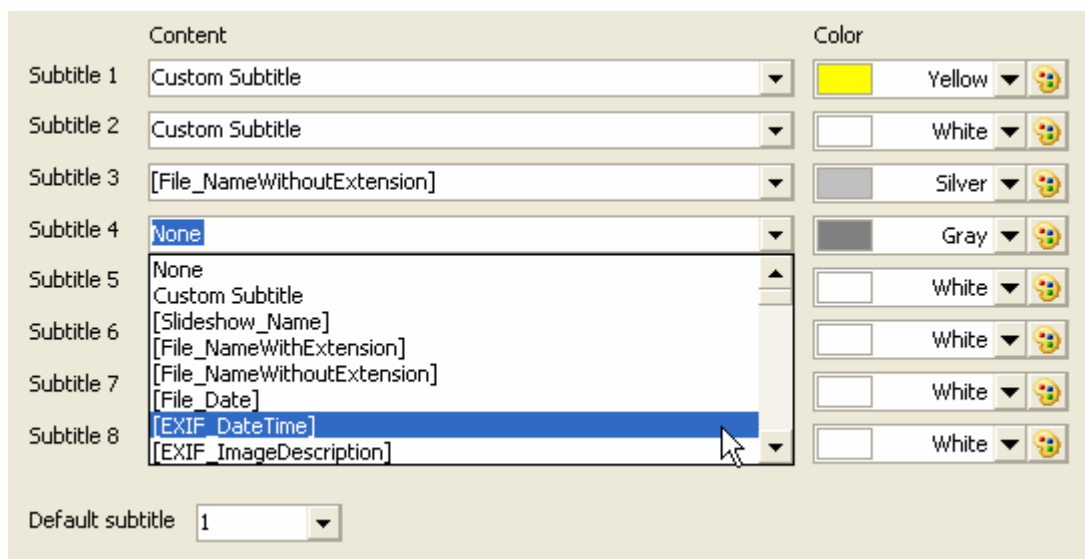 Content Color
Subtitle 1 Custom Subtitle Yellow
Subtitle 2 Custom Subtitle White
Subtitle 3 [File_NameWithoutExtension] Silver
Subtitle 4 None Gray
None
Subtitle 5 White
Custom Subtitle
[Slideshow_Name]
Subtitle 6 White
[File_NameWithExtension]
[File_NameWithoutExtension]
Subtitle 7 White
[File_Date]
[EXIF_DateTime]
Subtitle 8 White
[EXIF_ImageDescription]
Default subtitle 1